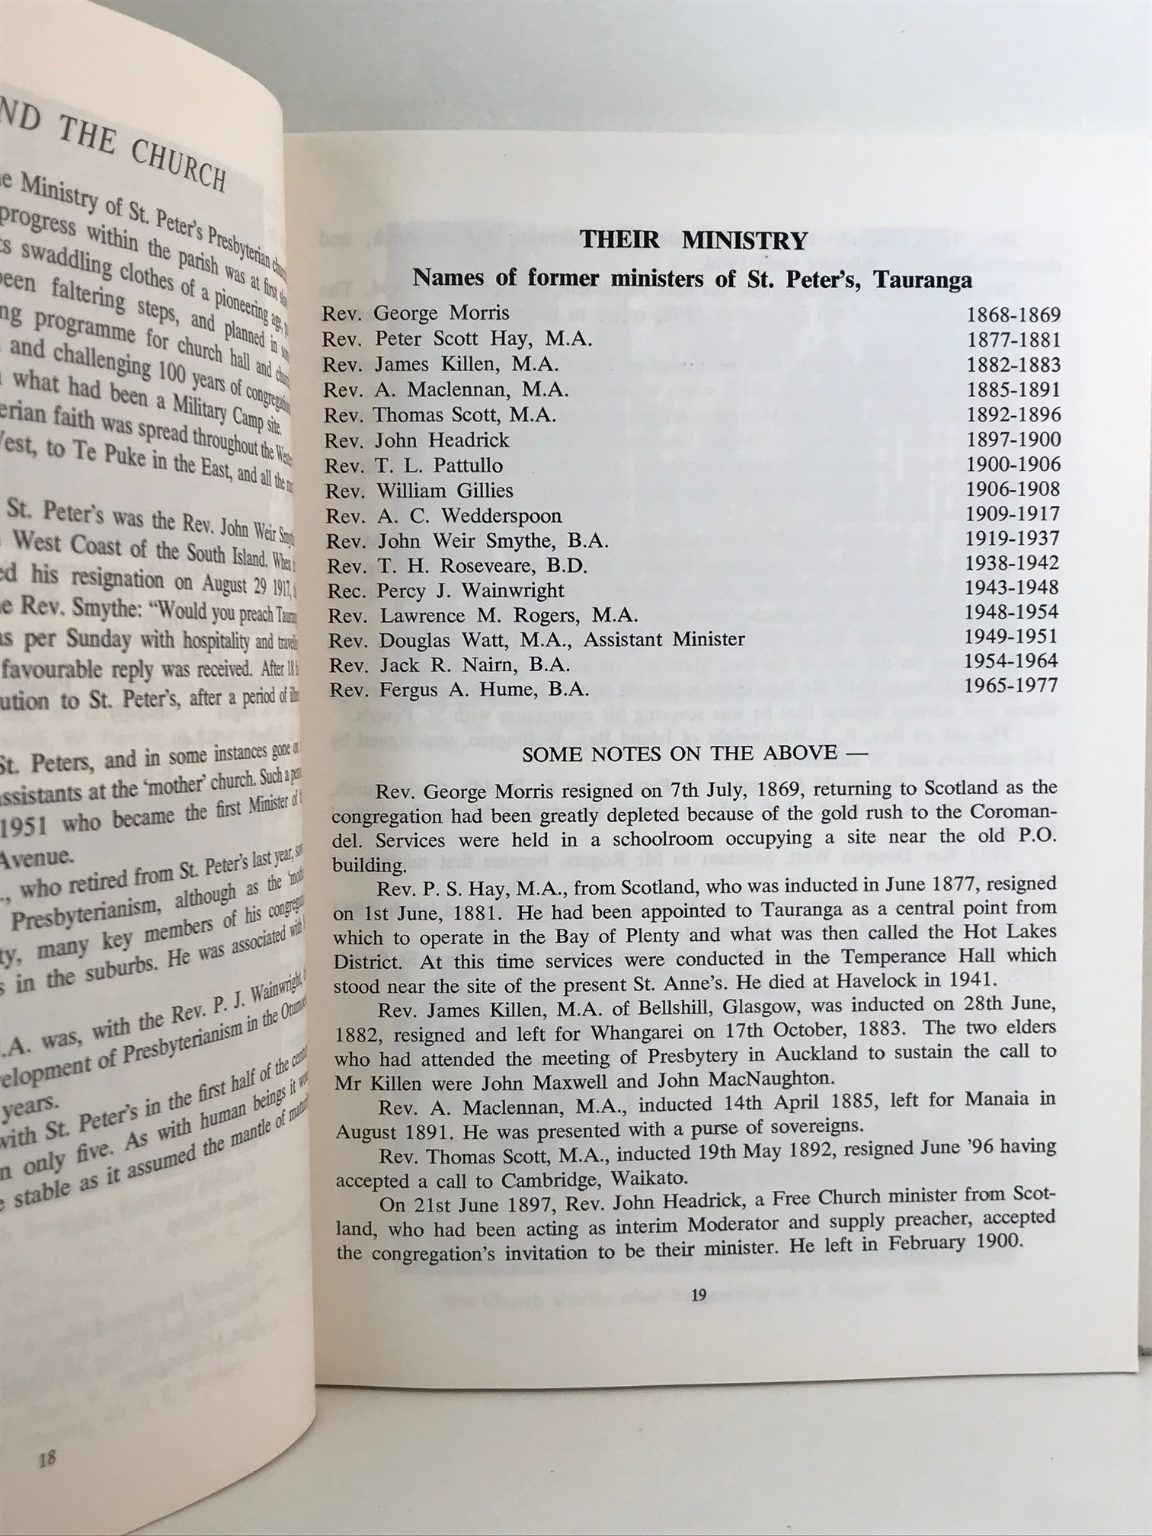 ND THE CHURCH
e Ministry of St. Peter's Presbyterian church
progress within the parish was at first
s swaddling clothes of a pioneering age,
een faltering steps, and planned in
ng programme for church hall and
and challenging 100 years of
what had been a Military Camp site.
erian faith was spread throughout the
est, to Te Puke in the East, and all the
St. Peter's was the Rev. John Weir
West Coast of the South Island. When
ed his resignation on August 29 1917,
e Rev. Smythe: "Would you preach
as per Sunday with hospitality and
favourable reply was received. After 18
ution to St. Peter's, after a period of
St. Peters, and in some instances gone on
ssistants at the 'mother' church. Such a
1951 who became the first Minister of
Avenue.
., who retired from St. Peter's last year,
Presbyterianism, although as the
ty, many key members of his
s in the suburbs. He was associated with
.A. was, with the Rev. P. J. Wainwright,
velopment of Presbyterianism in the
years.
with St. Peter's in the first half of the
n only five. As with human beings it
e stable as it assumed the mantle of
18
THEIR MINISTRY
Names of former ministers of St. Peter's, Tauranga
Rev. George Morris 1868-1869
Rev. Peter Scott Hay, M.A. 1877-1881
Rev. James Killen, M.A. 1882-1883
Rev. A. Maclennan, M.A. 1885-1891
Rev. Thomas Scott, M.A. 1892-1896
Rev. John Headrick 1897-1900
Rev. T. L. Pattullo 1900-1906
Rev. William Gillies 1906-1908
Rev. A. C. Wedderspoon 1909-1917
Rev. John Weir Smythe, B.A. 1919-1937
Rev. T. H. Roseveare, B.D. 1938-1942
Rec. Percy J. Wainwright 1943-1948
Rev. Lawrence M. Rogers, M.A. 1948-1954
Rev. Douglas Watt, M.A., Assistant Minister 1949-1951
Rev. Jack R. Nairn, B.A. 1954-1964
Rev. Fergus A. Hume, B.A. 1965-1977
SOME NOTES ON THE ABOVE —
Rev. George Morris resigned on 7th July, 1869, returning to Scotland as the
congregation had been greatly depleted because of the gold rush to the Coroman-
del. Services were held in a schoolroom occupying a site near the old P.O.
building.
Rev. P. S. Hay, M.A., from Scotland, who was inducted in June 1877, resigned
on 1st June, 1881. He had been appointed to Tauranga as a central point from
which to operate in the Bay of Plenty and what was then called the Hot Lakes
District. At this time services were conducted in the Temperance Hall which
stood near the site of the present St. Anne's. He died at Havelock in 1941.
Rev. James Killen, M.A. of Bellshill, Glasgow, was inducted on 28th June,
1882, resigned and left for Whangarei on 17th October, 1883. The two elders
who had attended the meeting of Presbytery in Auckland to sustain the call to
Mr Killen were John Maxwell and John MacNaughton.
Rev. A. Maclennan, M.A., inducted 14th April 1885, left for Manaia in
August 1891. He was presented with a purse of sovereigns.
Rev. Thomas Scott, M.A., inducted 19th May 1892, resigned June '96 having
accepted a call to Cambridge, Waikato.
On 21st June 1897, Rev. John Headrick, a Free Church minister from Scot-
land, who had been acting as interim Moderator and supply preacher, accepted
the congregation's invitation to be their minister. He left in February 1900.
19